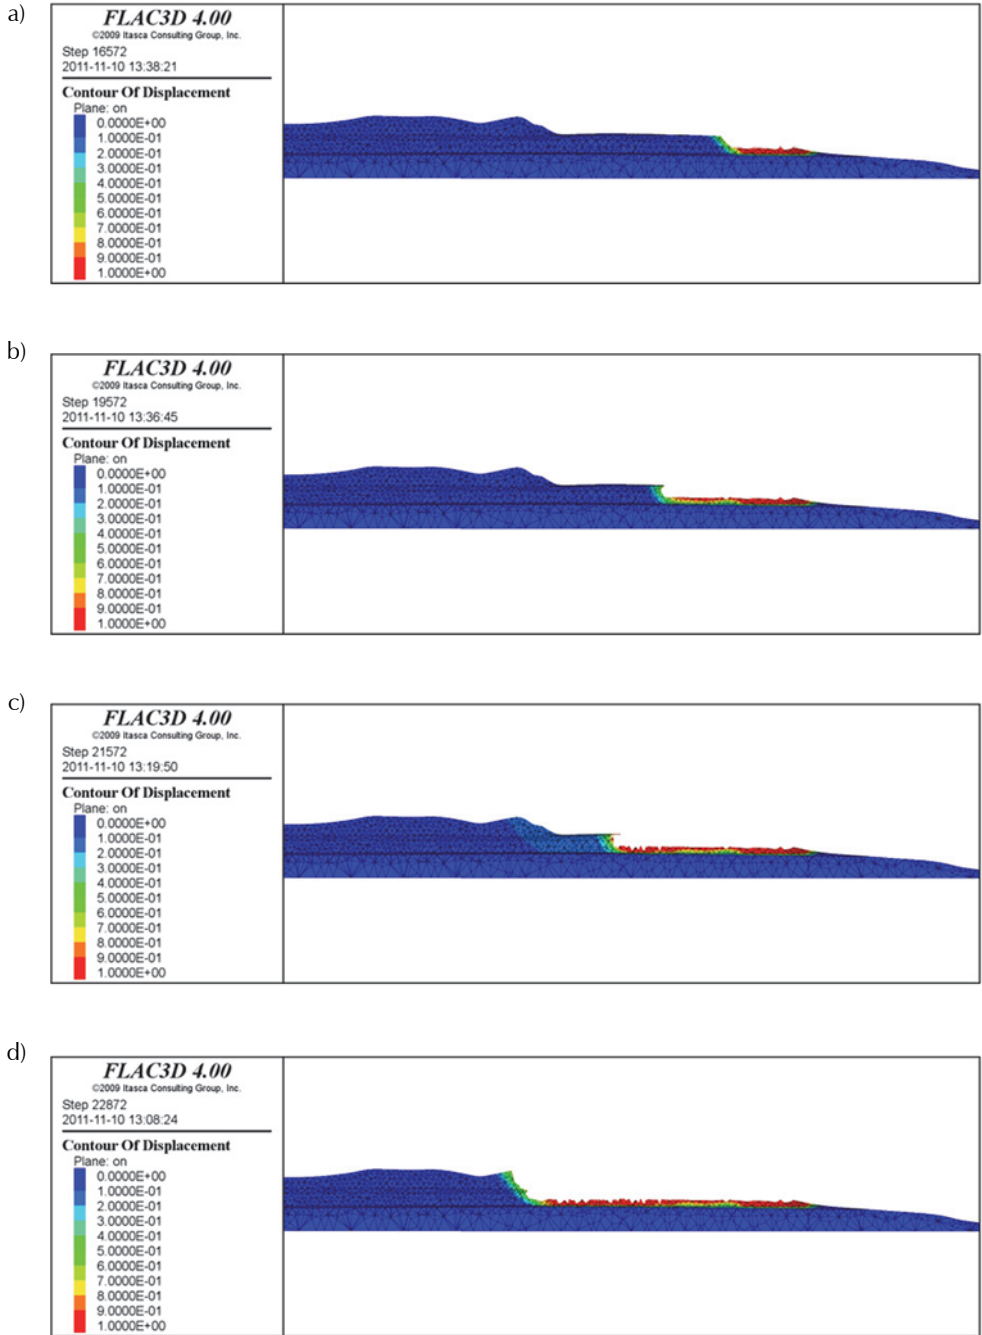 a)
FLAC3D 4.00
©2009 Itasca Consulting Group, Inc.
Step 16572
2011-11-10 13:38:21
Contour Of Displacement
Plane: on
0.0000E+00
1.0000E-01
2.0000E-01
3.0000E-01
4.0000E-01
5.0000E-01
6.0000E-01
7.0000E-01
8.0000E-01
9.0000E-01
1.0000E+00
b)
FLAC3D 4.00
©2009 Itasca Consulting Group, Inc.
Step 19572
2011-11-10 13:36:45
Contour Of Displacement
Plane: on
0.0000E+00
1.0000E-01
2.0000E-01
3.0000E-01
4.0000E-01
5.0000E-01
6.0000E-01
7.0000E-01
8.0000E-01
9.0000E-01
1.0000E+00
c)
FLAC3D 4.00
©2009 Itasca Consulting Group, Inc.
Step 21572
2011-11-10 13:19:50
Contour Of Displacement
Plane: on
0.0000E+00
1.0000E-01
2.0000E-01
3.0000E-01
4.0000E-01
5.0000E-01
6.0000E-01
7.0000E-01
8.0000E-01
9.0000E-01
1.0000E+00
d)
FLAC3D 4.00
©2009 Itasca Consulting Group, Inc.
Step 22872
2011-11-10 13:08:24
Contour Of Displacement
Plane: on
0.0000E+00
1.0000E-01
2.0000E-01
3.0000E-01
4.0000E-01
5.0000E-01
6.0000E-01
7.0000E-01
8.0000E-01
9.0000E-01
1.0000E+00